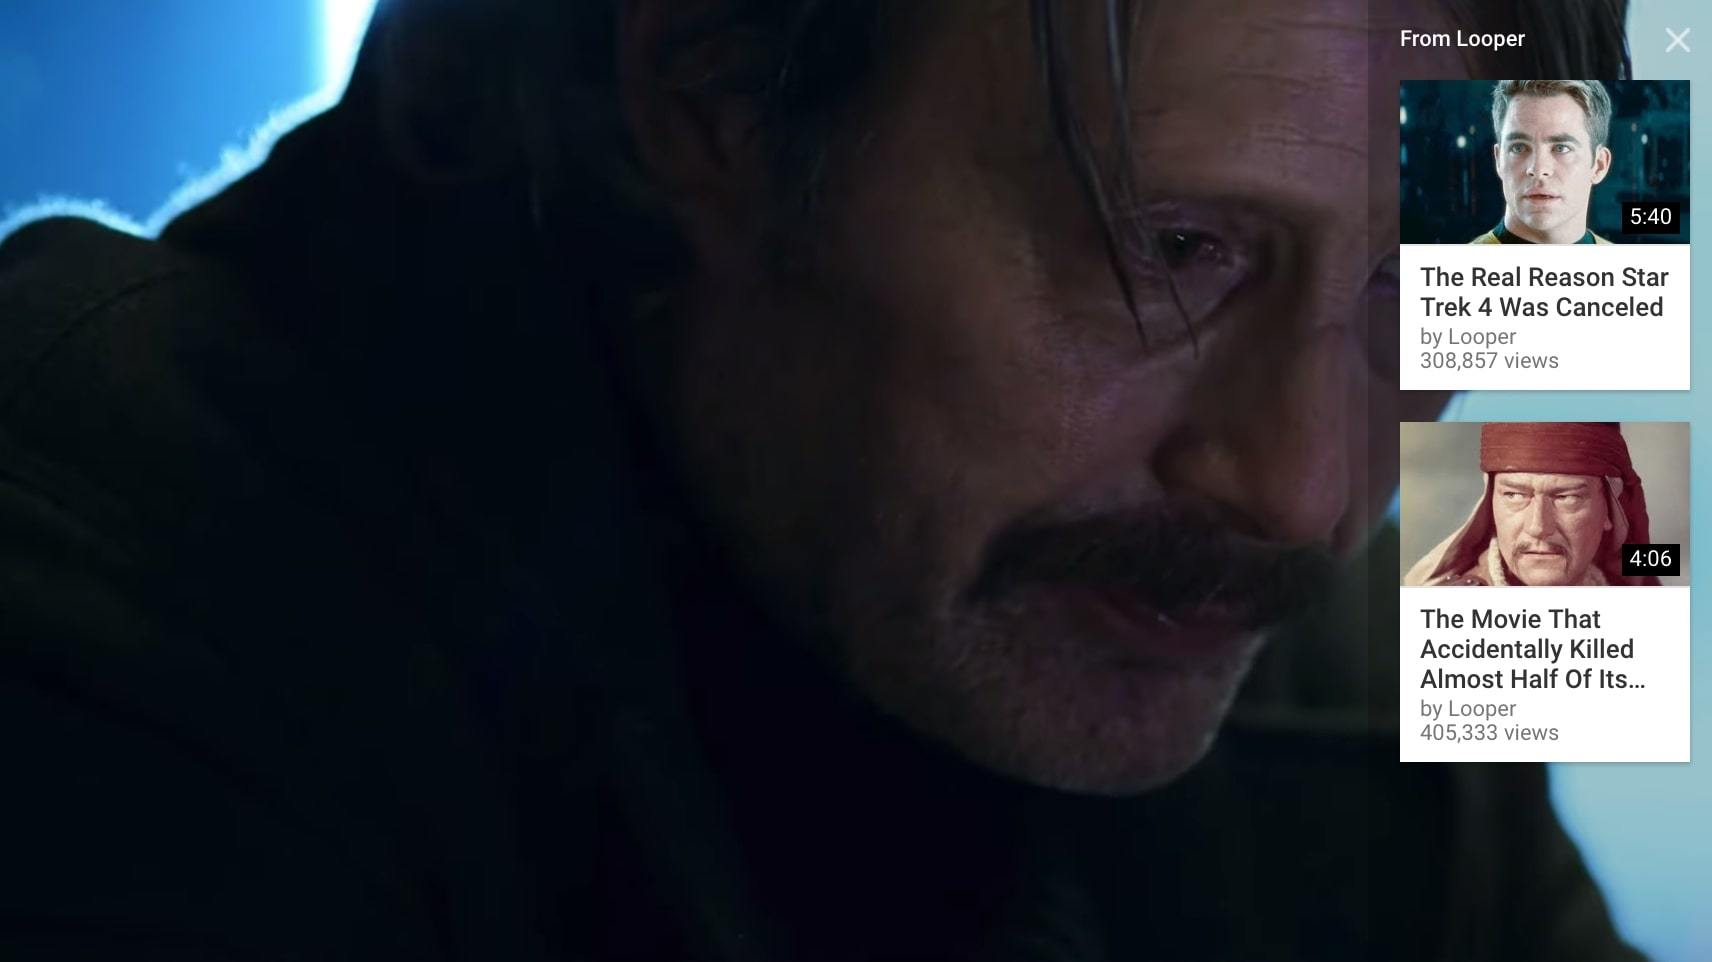 From Looper
5:40
The Real Reason Star
Trek 4 Was Canceled
by Looper
308,857 views
4:06
The Movie That
Accidentally Killed
Almost Half Of Its...
by Looper
405,333 views